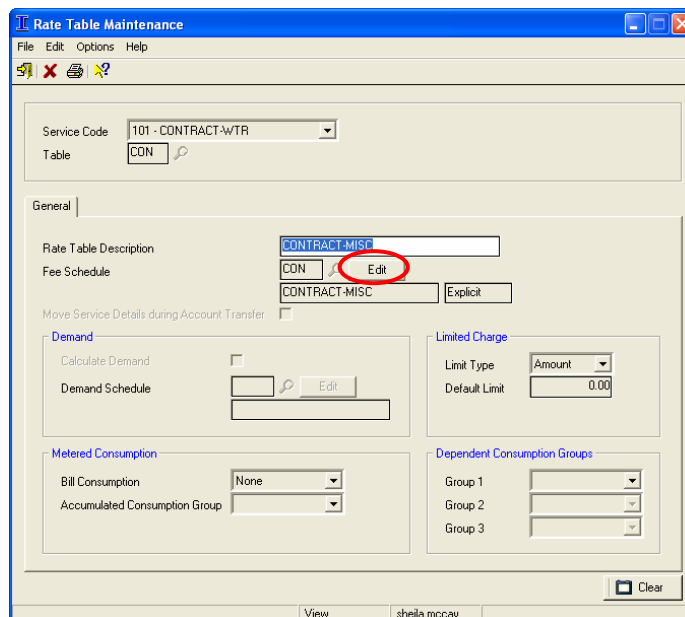 Rate Table Maintenance
File Edit Options Help
Service Code 101 - CONTRACT-WTR
Table CON
General
Rate Table Description CONTRACT-MISC
Fee Schedule CON Edit
CONTRACT-MISC Explicit
Move Service Details during Account Transfer
Demand
Calculate Demand
Demand Schedule Edit
Limited Charge
Limit Type Amount
Default Limit 0.00
Metered Consumption
Bill Consumption None
Accumulated Consumption Group
Dependent Consumption Groups
Group 1
Group 2
Group 3
Clear
View sheila mccay